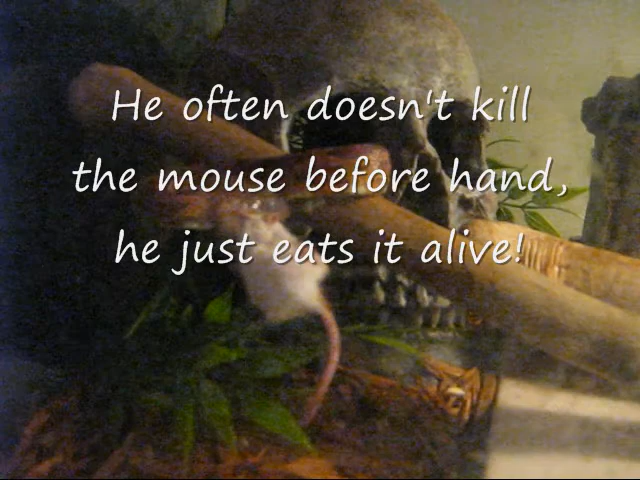 He often doesn't kill
the mouse before hand,
he just eats it alive!